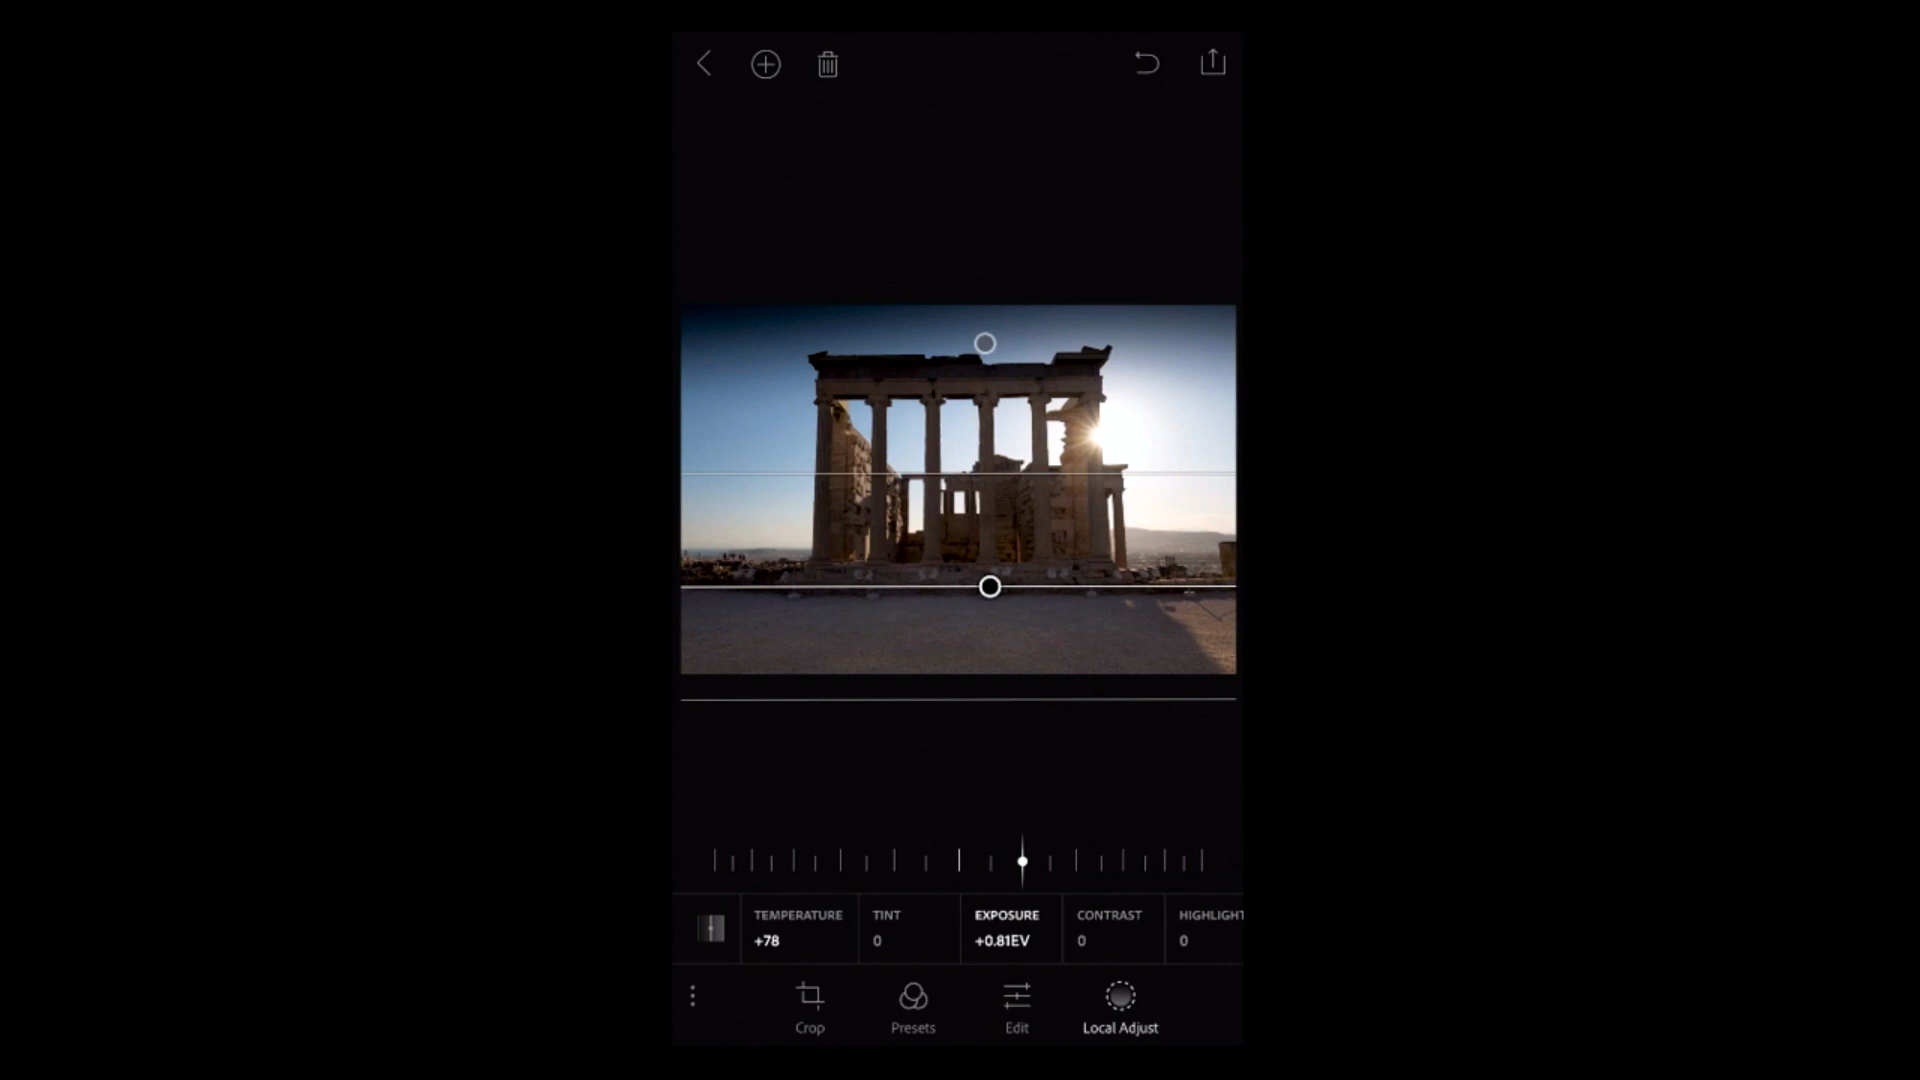 TEMPERATURE TINT EXPOSURE CONTRAST HIGHLIGHT
+78 0 +0.81EV 0 0
Crop Presets Edit Local Adjust